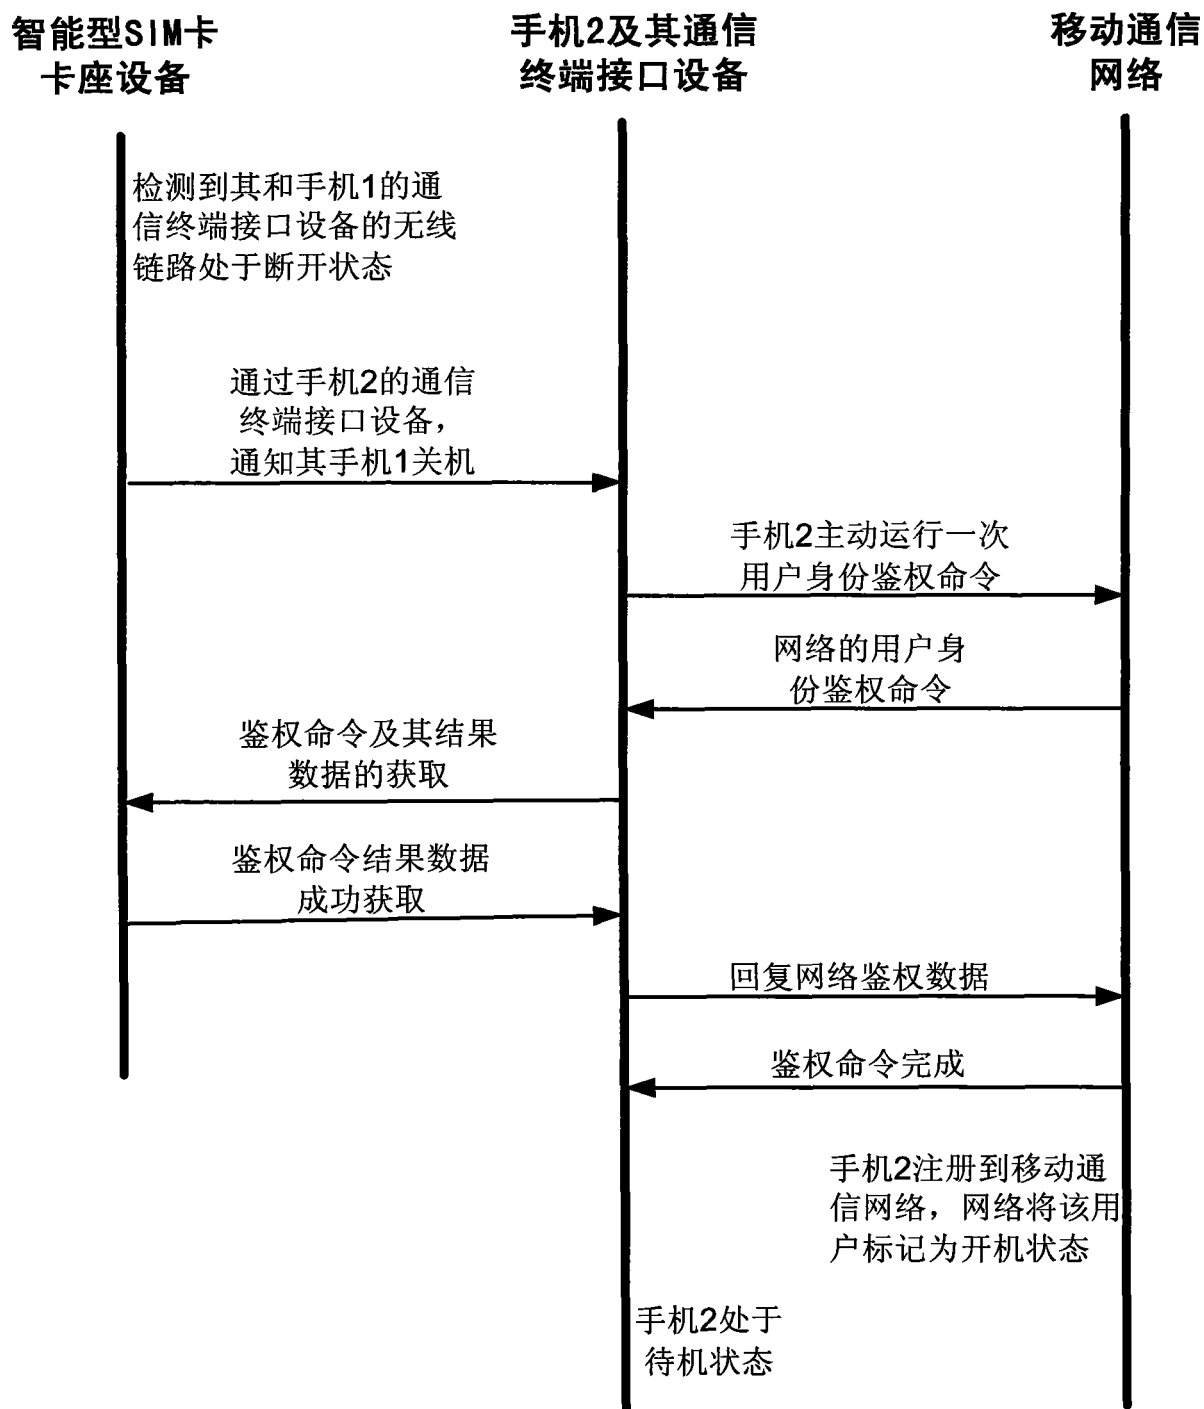 智能型SIM卡
卡座设备
手机2及其通信
终端接口设备
移动通信
网络
检测到其和手机1的通
信终端接口设备的无线
链路处于断开状态
通过手机2的通信
终端接口设备，
通知其手机1关机
手机2主动运行一次
用户身份鉴权命令
网络的用户身
份鉴权命令
鉴权命令及其结果
数据的获取
鉴权命令结果数据
成功获取
回复网络鉴权数据
鉴权命令完成
手机2注册到移动通
信网络，网络将该用
户标记为开机状态
手机2处于
待机状态